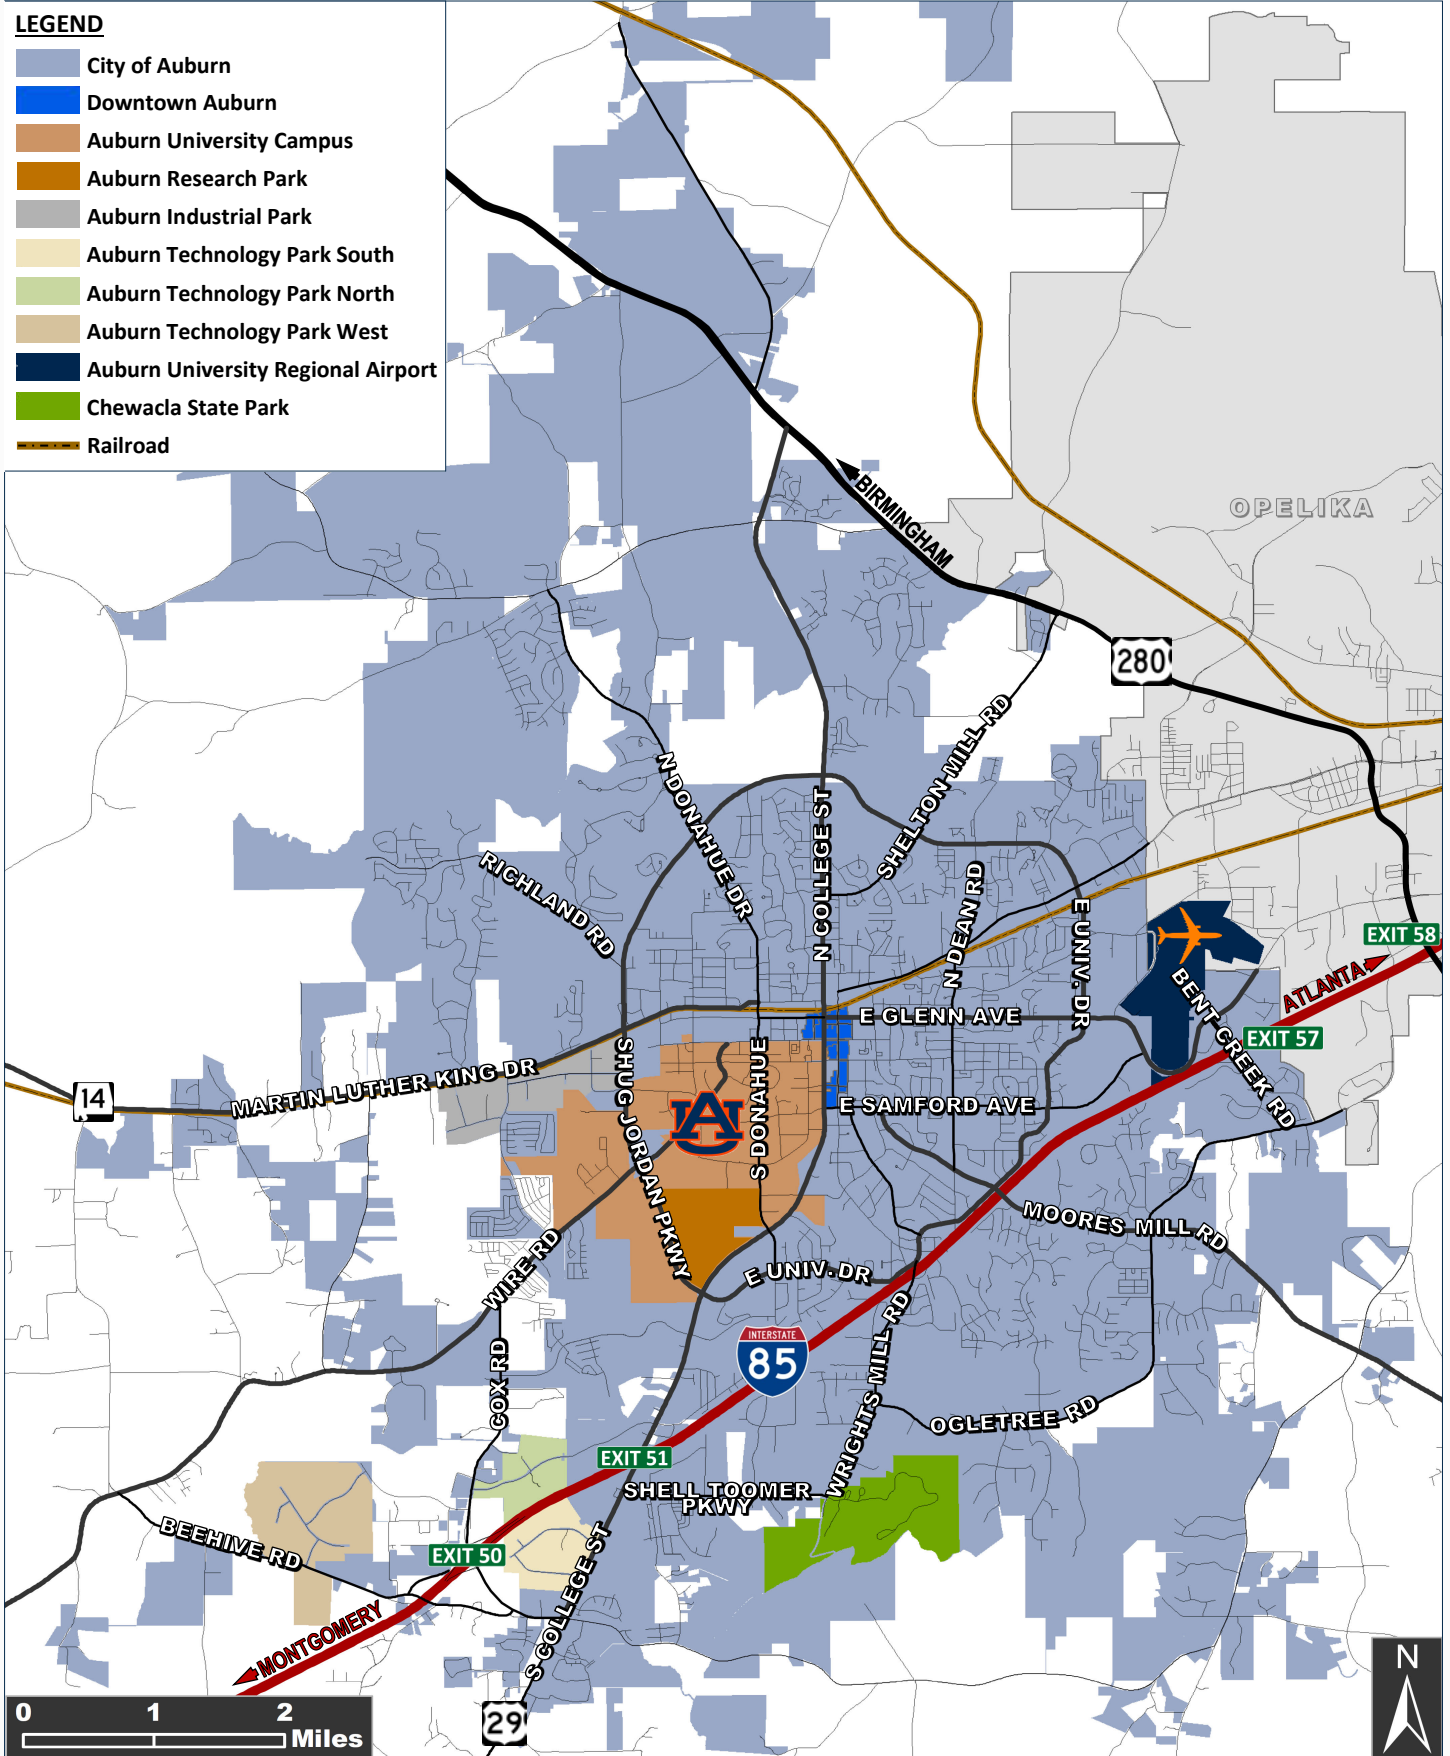 LEGEND
City of Auburn
Downtown Auburn
Auburn University Campus
Auburn Research Park
Auburn Industrial Park
Auburn Technology Park South
Auburn Technology Park North
Auburn Technology Park West
Auburn University Regional Airport
Chewacla State Park
Railroad
OPELIKA
BIRMINGHAM
280
N DONAHUE DR
SHELTON MILL RD
N COLLEGE ST
RICHLAND RD
N DEAN RD
E UNIV. DR
EXIT 58
ATLANTA
BENT CREEK RD
E GLENN AVE
EXIT 57
SHUG JORDAN PKWY
S DONAHUE
MARTIN LUTHER KING DR
14
AU
E SAMFORD AVE
MOORES MILL RD
WIRE RD
E UNIV. DR
INTERSTATE
85
WRIGHTS MILL RD
COX RD
OGLETREE RD
EXIT 51
SHELL TOOMER
PKWY
BEEHIVE RD
EXIT 50
S COLLEGE ST
MONTGOMERY
29
N
0 1 2
Miles